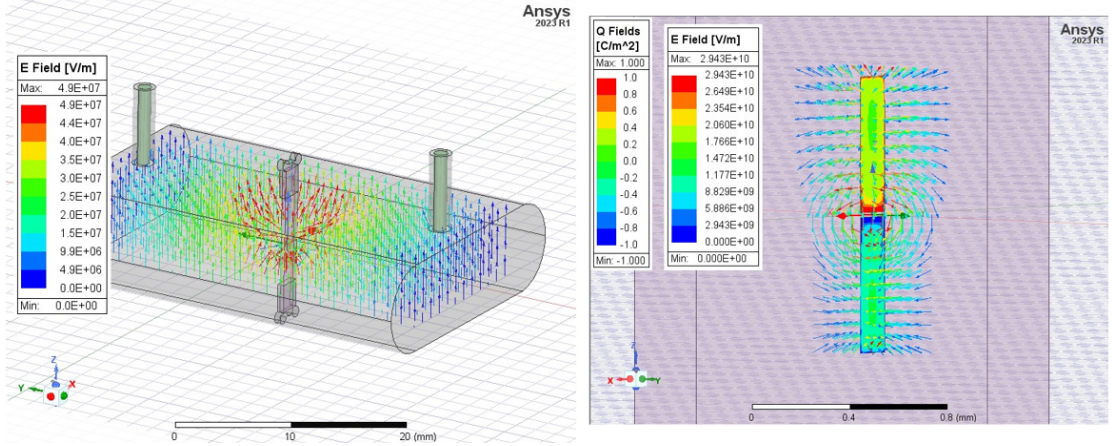 Ansys
2023 R1
E Field [V/m]
Max: 4.9E+07
4.9E+07
4.4E+07
4.0E+07
3.5E+07
3.0E+07
2.5E+07
2.0E+07
1.5E+07
9.9E+06
4.9E+06
0.0E+00
Min: 0.0E+00
Z
Y
X
0 10 20 (mm)
Ansys
2023 R1
Q Fields
[C/m^2]
Max: 1.000
1.0
0.8
0.6
0.4
0.2
0.0
-0.2
-0.4
-0.6
-0.8
-1.0
Min: -1.000
E Field [V/m]
Max: 2.943E+10
2.943E+10
2.649E+10
2.354E+10
2.060E+10
1.766E+10
1.472E+10
1.177E+10
8.829E+09
5.886E+09
2.943E+09
0.000E+00
Min: 0.000E+00
Z
X
Y
0 0.4 0.8 (mm)